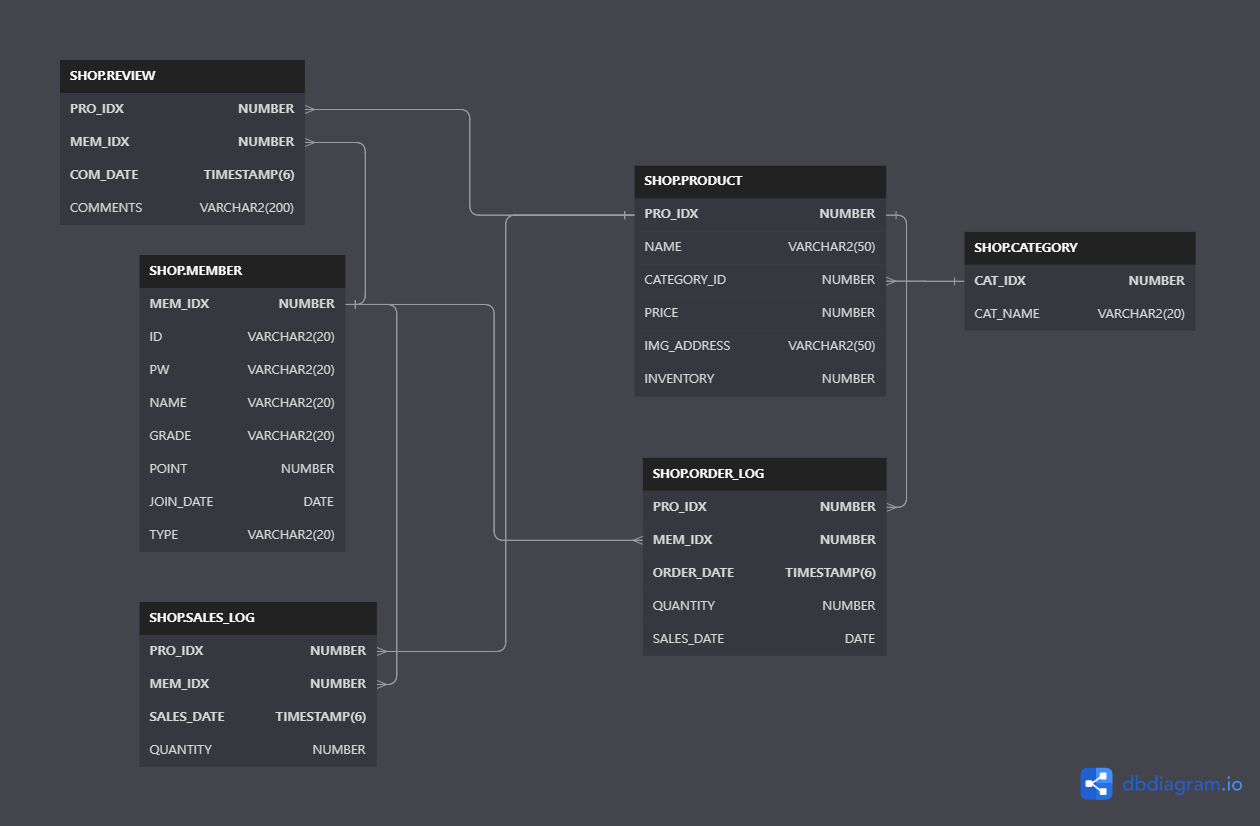 SHOP.REVIEW
PRO_IDX NUMBER
MEM_IDX NUMBER
COM_DATE TIMESTAMP(6)
COMMENTS VARCHAR2(200)
SHOP.MEMBER
MEM_IDX NUMBER
ID VARCHAR2(20)
PW VARCHAR2(20)
NAME VARCHAR2(20)
GRADE VARCHAR2(20)
POINT NUMBER
JOIN_DATE DATE
TYPE VARCHAR2(20)
SHOP.SALES_LOG
PRO_IDX NUMBER
MEM_IDX NUMBER
SALES_DATE TIMESTAMP(6)
QUANTITY NUMBER
SHOP.PRODUCT
PRO_IDX NUMBER
NAME VARCHAR2(50)
CATEGORY_ID NUMBER
PRICE NUMBER
IMG_ADDRESS VARCHAR2(50)
INVENTORY NUMBER
SHOP.ORDER_LOG
PRO_IDX NUMBER
MEM_IDX NUMBER
ORDER_DATE TIMESTAMP(6)
QUANTITY NUMBER
SALES_DATE DATE
SHOP.CATEGORY
CAT_IDX NUMBER
CAT_NAME VARCHAR2(20)
dbdiagram.io